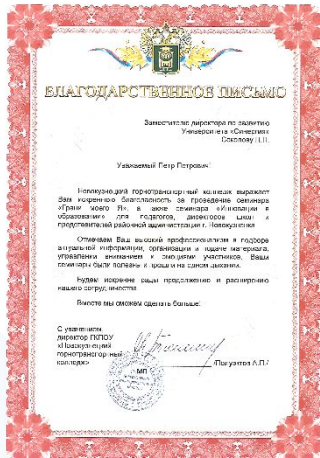 БЛАГОДАРСТВЕННОЕ ПИСЬМО
Заместителю директора по развитию
Университета «Синергия»
Соколову П.П.
Уважаемый Петр Петрович!
Новокузнецкий горнотранспортный колледж выражает
Вам искреннюю благодарность за проведение семинара
«Грани моего Я», а также семинара «Инновации в
образовании» для педагогов, директоров школ и
представителей районной администрации г. Новокузнецка
Отмечаем Ваш высокий профессионализм в подборе
актуальной информации, организации и подаче материала,
управлении вниманием и эмоциями участников. Ваши
семинары были полезны и прошли на одном дыхании.
Будем искренне рады продолжению и расширению
нашего сотрудничества.
Вместе мы сможем сделать больше!
С уважением,
директор ГКПОУ
горнотранспортный
колледж»
МП